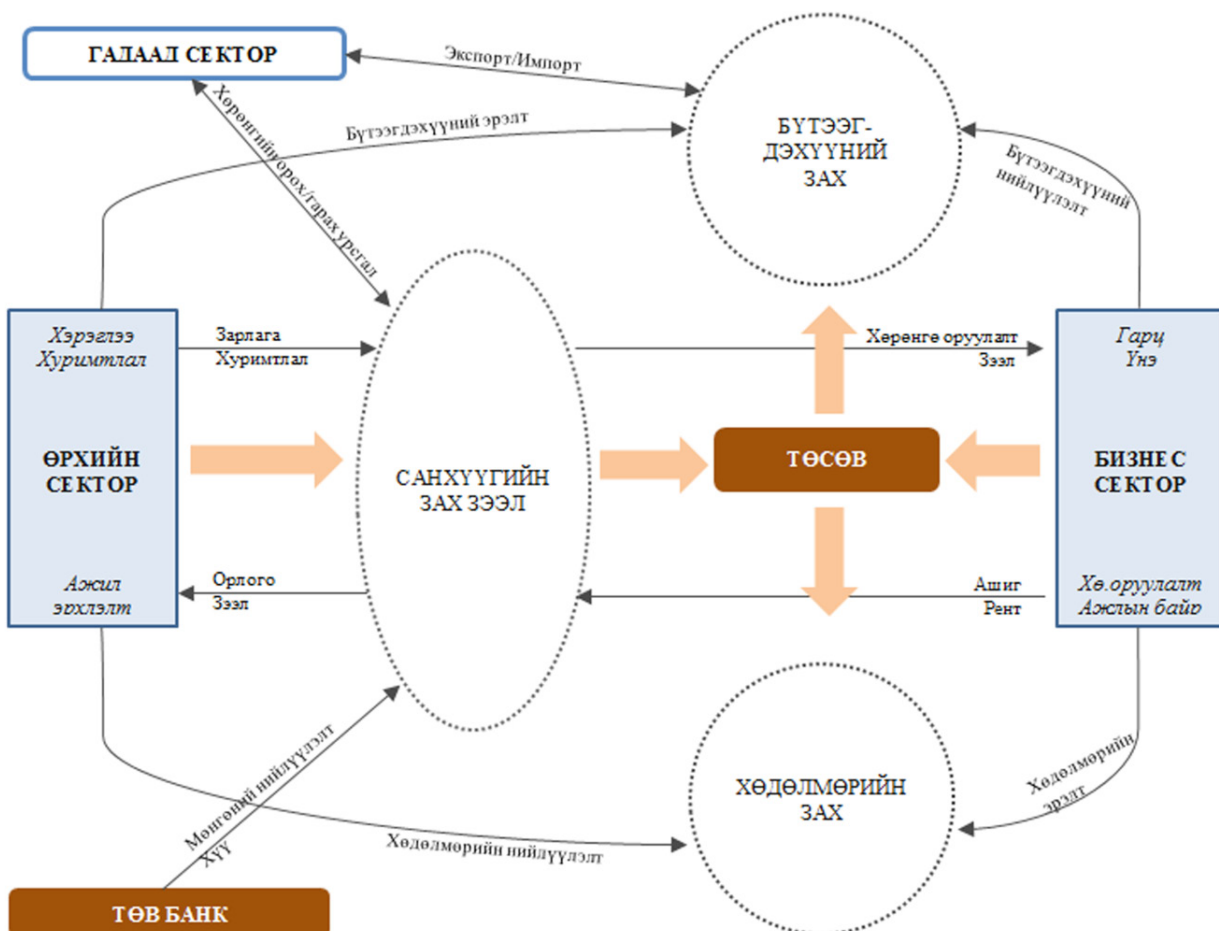 ГАДААД СЕКТОР
Экспорт/Импорт
Хөрөнгийн орох/гарах урсгал
Бүтээгдэхүүний эрэлт
БҮТЭЭГ-
ДЭХҮҮНИЙ
ЗАХ
Бүтээгдэхүүний
нийлүүлэлт
Хэрэглээ
Хуримтлал
Зарлага
Хуримтлал
Хөрөнгө оруулалт
Зээл
Гарц
Үнэ
ӨРХИЙН
СЕКТОР
САНХҮҮГИЙН
ЗАХ ЗЭЭЛ
ТӨСӨВ
БИЗНЕС
СЕКТОР
Ажил
эрхлэлт
Орлого
Зээл
Ашиг
Рент
Хө.оруулалт
Ажлын байр
Мөнгөний нийлүүлэлт
Хүү
Хөдөлмөрийн нийлүүлэлт
ХӨДӨЛМӨРИЙН
ЗАХ
Хөдөлмөрийн
эрэлт
ТӨВ БАНК